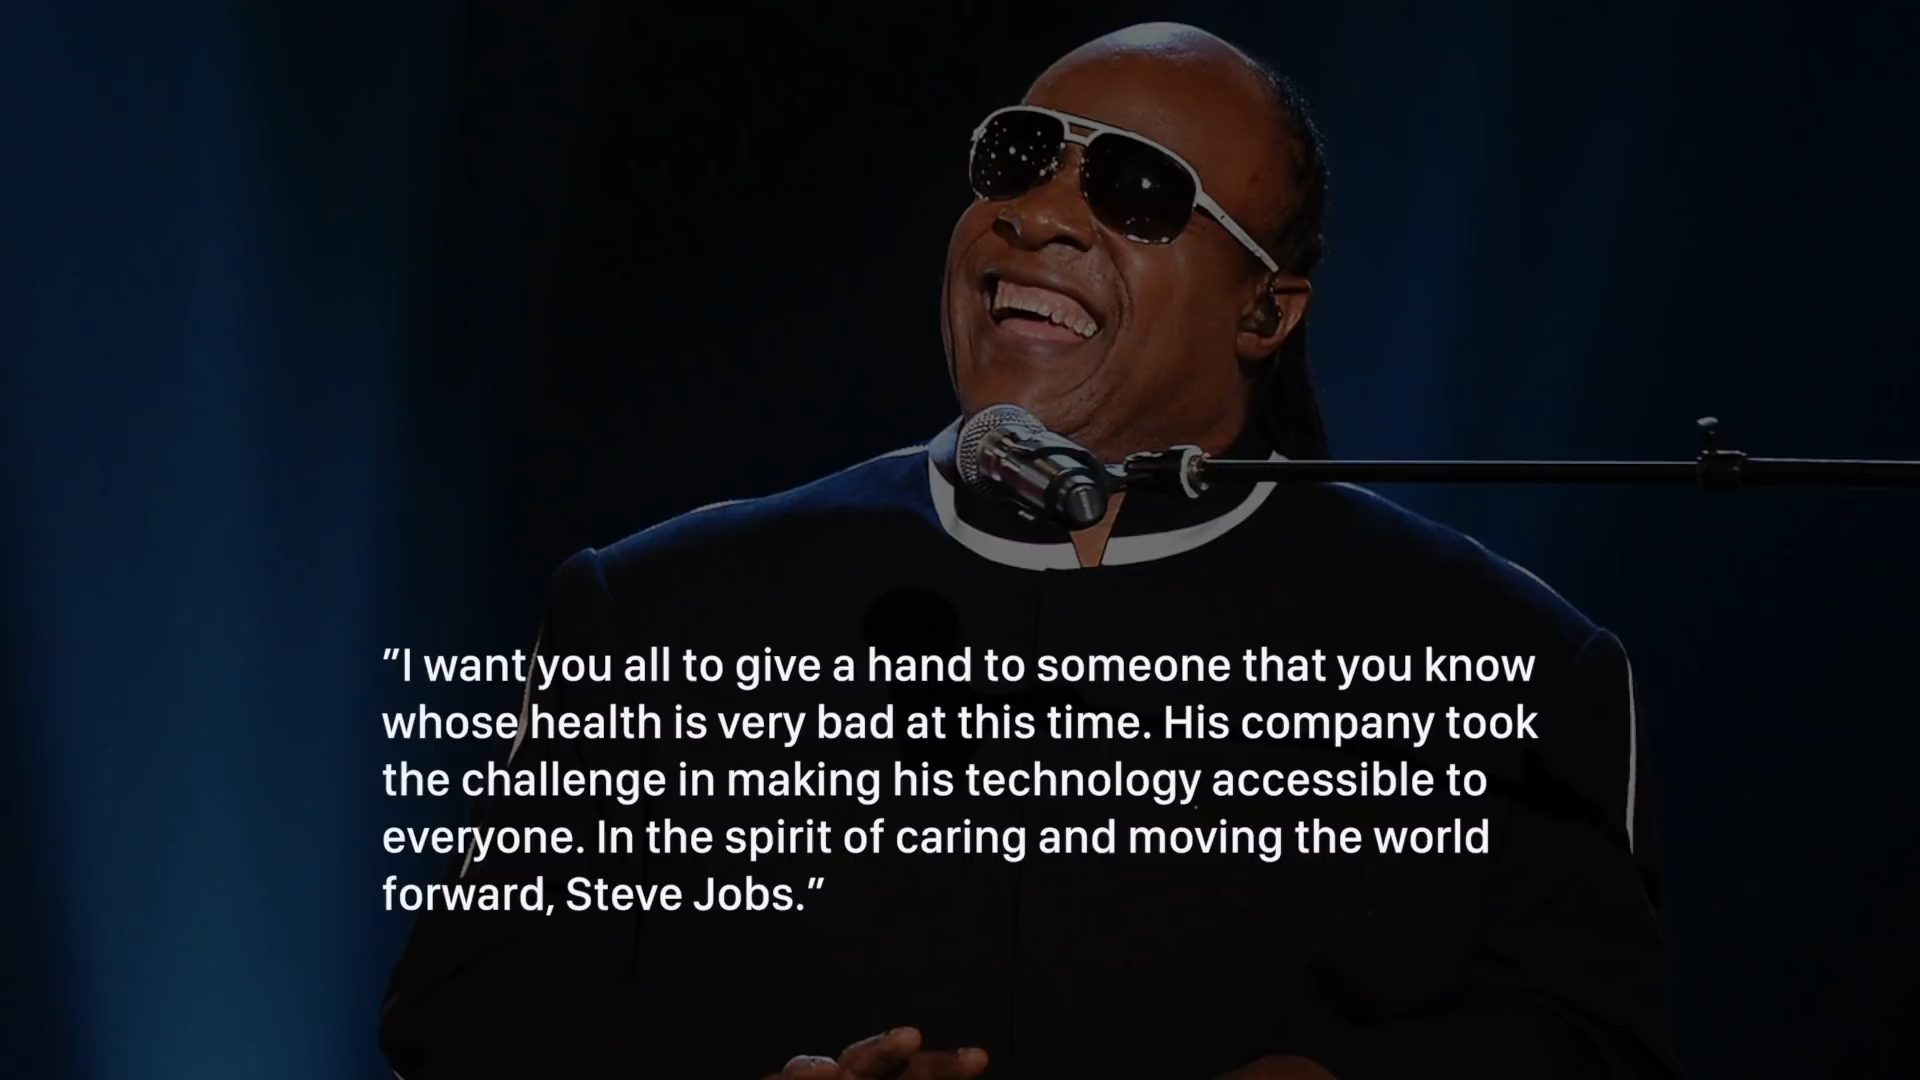 "I want you all to give a hand to someone that you know
whose health is very bad at this time. His company took
the challenge in making his technology accessible to
everyone. In the spirit of caring and moving the world
forward, Steve Jobs."